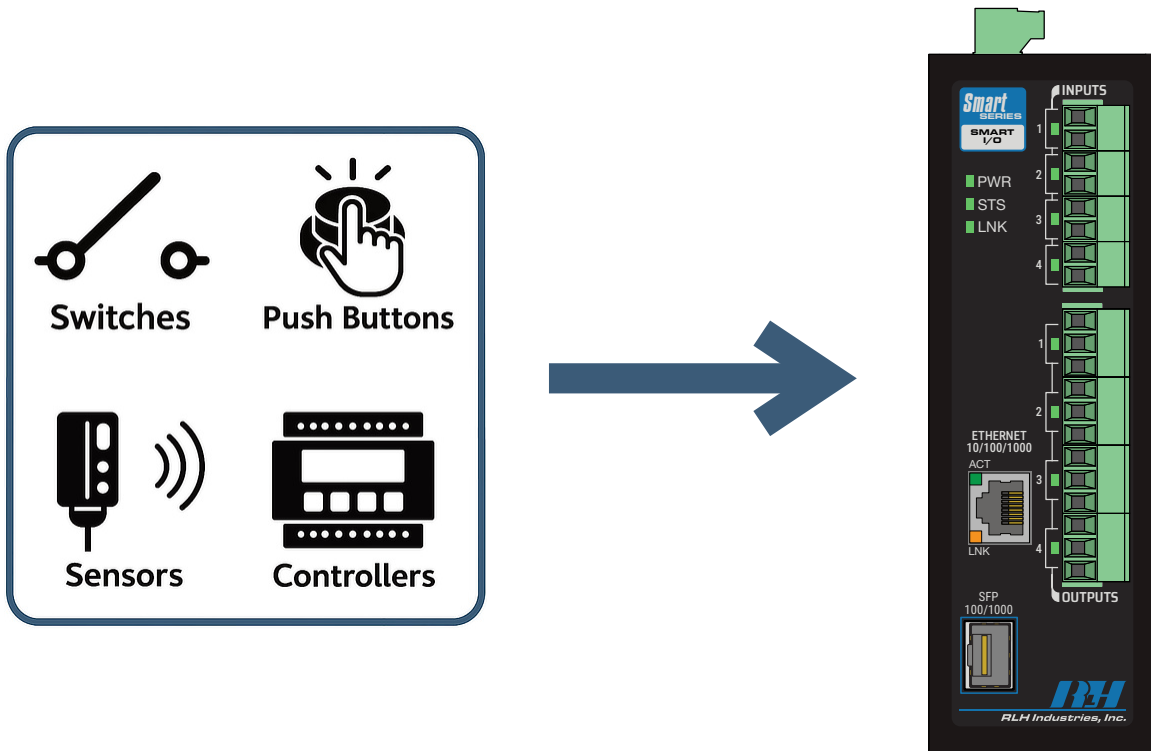 Switches
Push Buttons
Sensors
Controllers
Smart
SERIES
SMART
I/O
PWR
STS
LNK
INPUTS
1
2
3
4
1
2
3
4
OUTPUTS
ETHERNET
10/100/1000
ACT
LNK
SFP
100/1000
RLH
RLH Industries, Inc.